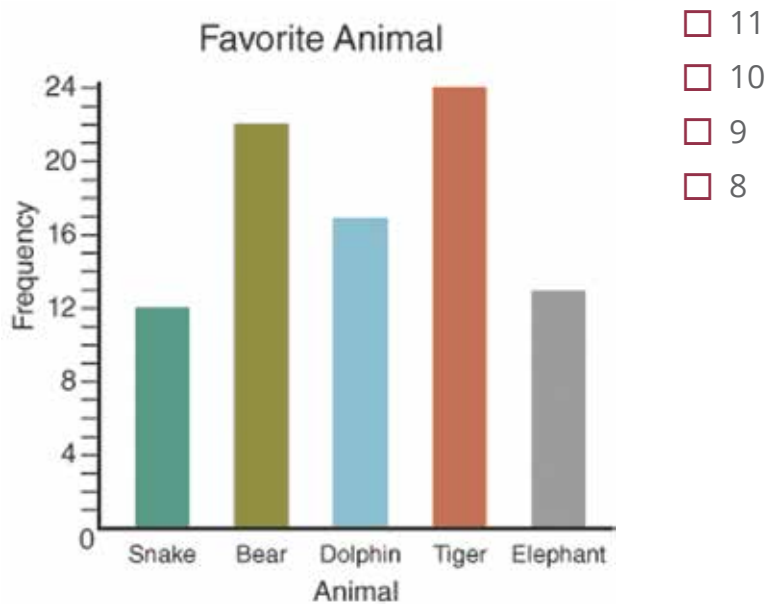 Favorite Animal
Frequency
24
20
16
12
8
4
0
Snake Bear Dolphin Tiger Elephant
Animal
11
10
9
8